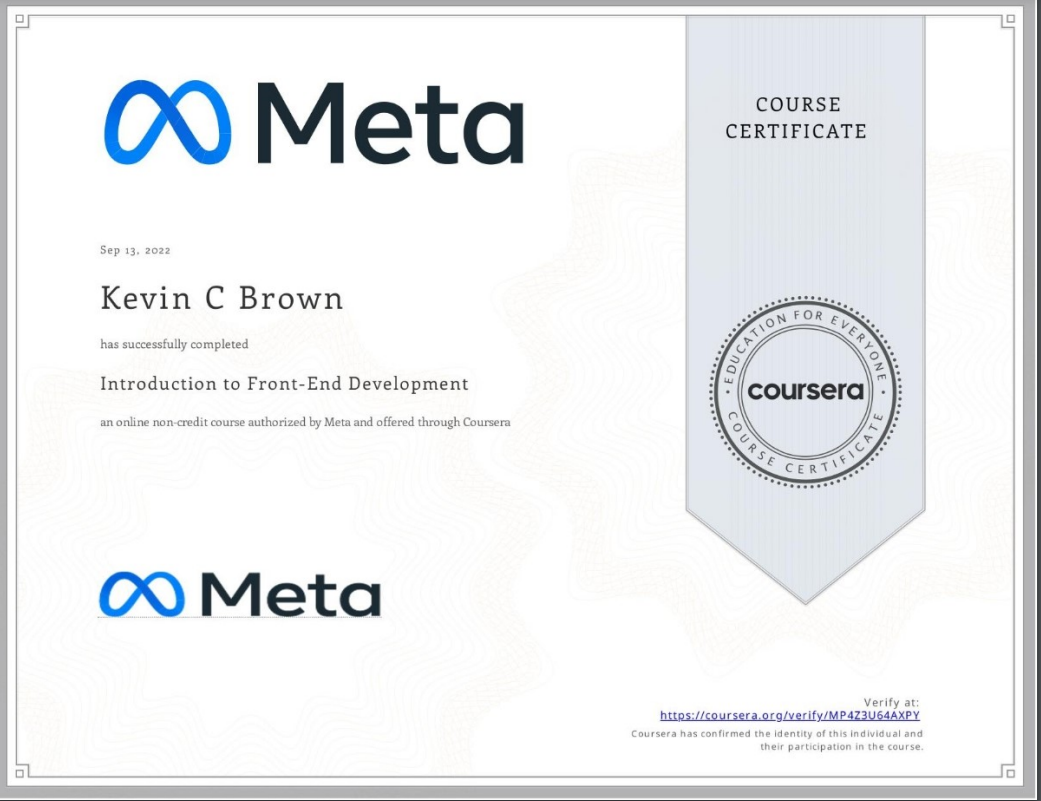 Meta
COURSE
CERTIFICATE
Sep 13, 2022
Kevin C Brown
has successfully completed
Introduction to Front-End Development
an online non-credit course authorized by Meta and offered through Coursera
EDUCATION FOR EVERYONE
coursera
COURSE CERTIFICATE
Meta
Verify at:
https://coursera.org/verify/MP4Z3U64AXPY
Coursera has confirmed the identity of this individual and
their participation in the course.